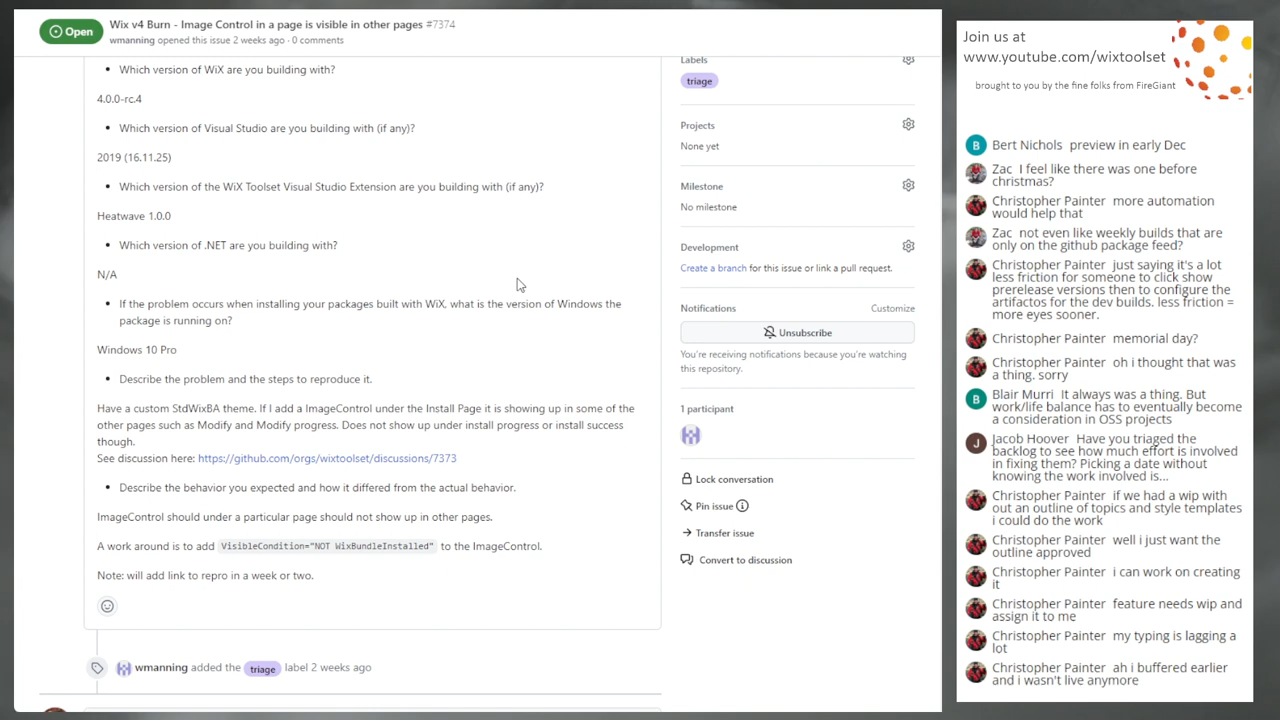 Open
Wix v4 Burn - Image Control in a page is visible in other pages #7374
wmanning opened this issue 2 weeks ago · 0 comments
• Which version of WiX are you building with?
4.0.0-rc.4
• Which version of Visual Studio are you building with (if any)?
2019 (16.11.25)
• Which version of the WiX Toolset Visual Studio Extension are you building with (if any)?
Heatwave 1.0.0
• Which version of .NET are you building with?
N/A
• If the problem occurs when installing your packages built with WiX, what is the version of Windows the
package is running on?
Windows 10 Pro
• Describe the problem and the steps to reproduce it.
Have a custom StdWixBA theme. If I add a ImageControl under the Install Page it is showing up in some of the
other pages such as Modify and Modify progress. Does not show up under install progress or install success
though.
See discussion here: https://github.com/orgs/wixtoolset/discussions/7373
• Describe the behavior you expected and how it differed from the actual behavior.
ImageControl should under a particular page should not show up in other pages.
A work around is to add VisibleCondition="NOT WixBundleInstalled" to the ImageControl.
Note: will add link to repro in a week or two.
wmanning added the triage label 2 weeks ago
Labels
triage
Projects
None yet
Milestone
No milestone
Development
Create a branch for this issue or link a pull request.
Notifications
Customize
Unsubscribe
You're receiving notifications because you're watching
this repository.
1 participant
Lock conversation
Pin issue
Transfer issue
Convert to discussion
Join us at
www.youtube.com/wixtoolset
brought to you by the fine folks from FireGiant
B
Bert Nichols preview in early Dec
Zac I feel like there was one before
christmas?
Christopher Painter more automation
would help that
Zac not even like weekly builds that are
only on the github package feed?
Christopher Painter just saying it's a lot
less friction for someone to click show
prerelease versions then to configure the
artifactos for the dev builds. less friction =
more eyes sooner.
Christopher Painter memorial day?
Christopher Painter oh i thought that was
a thing. sorry
B
Blair Murri It always was a thing. But
work/life balance has to eventually become
a consideration in OSS projects
J
Jacob Hoover Have you triaged the
backlog to see how much effort is involved
in fixing them? Picking a date without
knowing the work involved is...
Christopher Painter if we had a wip with
out an outline of topics and style templates
i could do the work
Christopher Painter well i just want the
outline approved
Christopher Painter i can work on creating
it
Christopher Painter feature needs wip and
assign it to me
Christopher Painter my typing is lagging a
lot
Christopher Painter ah i buffered earlier
and i wasn't live anymore